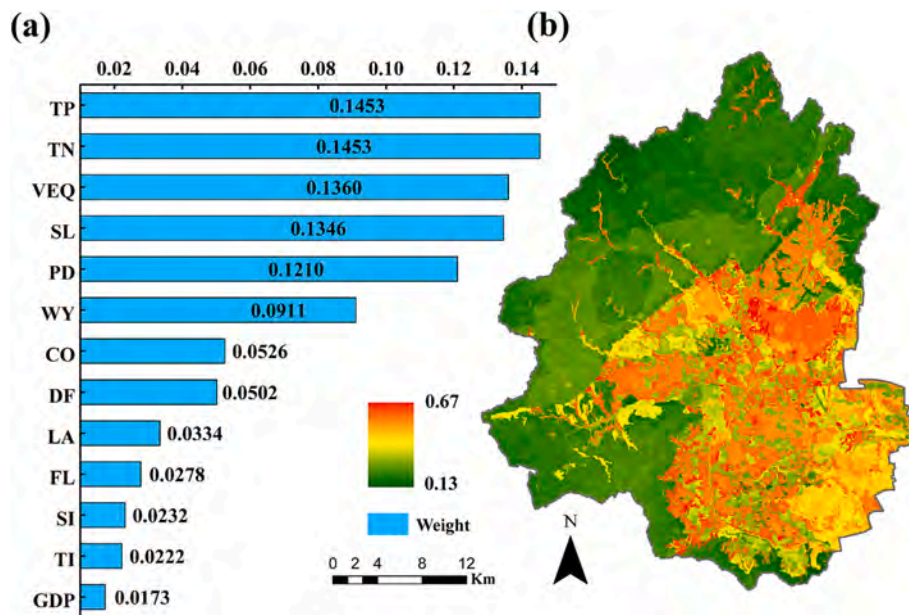 (a)
0.02 0.04 0.06 0.08 0.10 0.12 0.14
TP 0.1453
TN 0.1453
VEQ 0.1360
SL 0.1346
PD 0.1210
WY 0.0911
CO 0.0526
DF 0.0502
LA 0.0334
FL 0.0278
SI 0.0232
TI 0.0222
GDP 0.0173
0.67
0.13
Weight
0 2 4 8 12
Km
(b)
N